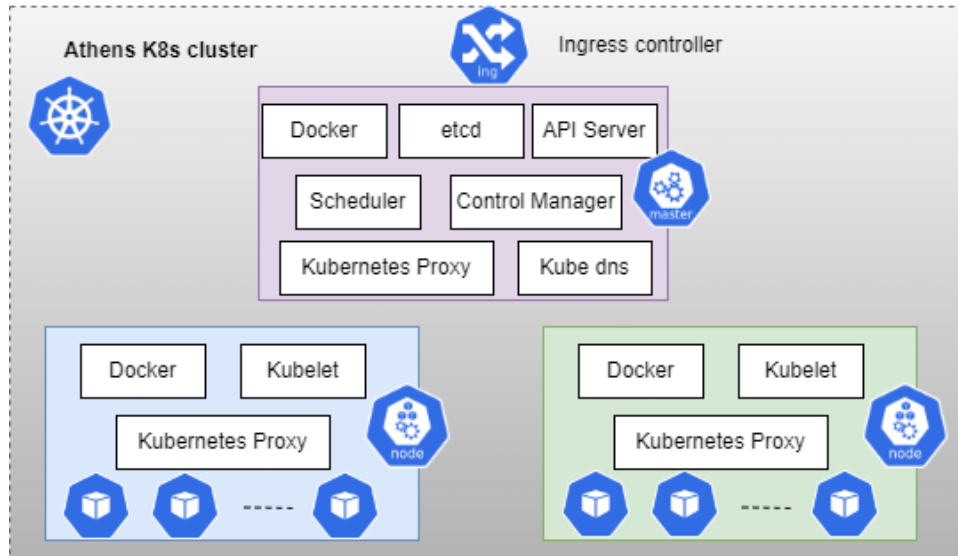 Athens K8s cluster
Ingress controller
ing
Docker
etcd
API Server
Scheduler
Control Manager
master
Kubernetes Proxy
Kube dns
Docker
Kubelet
Kubernetes Proxy
node
Docker
Kubelet
Kubernetes Proxy
node